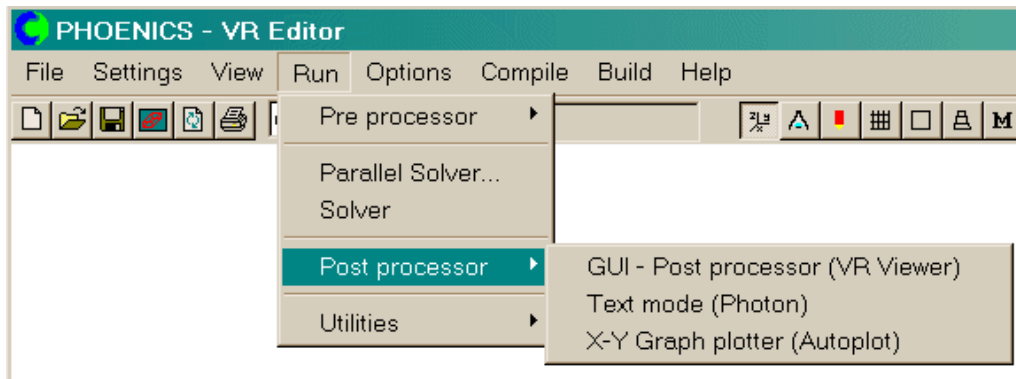 PHOENICS - VR Editor
File Settings View Run Options Compile Build Help
M
Pre processor
Parallel Solver...
Solver
Post processor
GUI - Post processor (VR Viewer)
Text mode (Photon)
X-Y Graph plotter (Autoplot)
Utilities